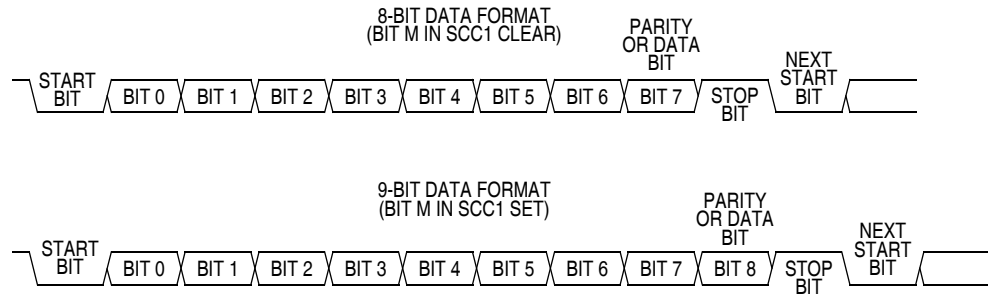 8-BIT DATA FORMAT
(BIT M IN SCC1 CLEAR)
PARITY
OR DATA
BIT
START
BIT
BIT 0
BIT 1
BIT 2
BIT 3
BIT 4
BIT 5
BIT 6
BIT 7
STOP
BIT
NEXT
START
BIT
9-BIT DATA FORMAT
(BIT M IN SCC1 SET)
PARITY
OR DATA
BIT
START
BIT
BIT 0
BIT 1
BIT 2
BIT 3
BIT 4
BIT 5
BIT 6
BIT 7
BIT 8
STOP
BIT
NEXT
START
BIT